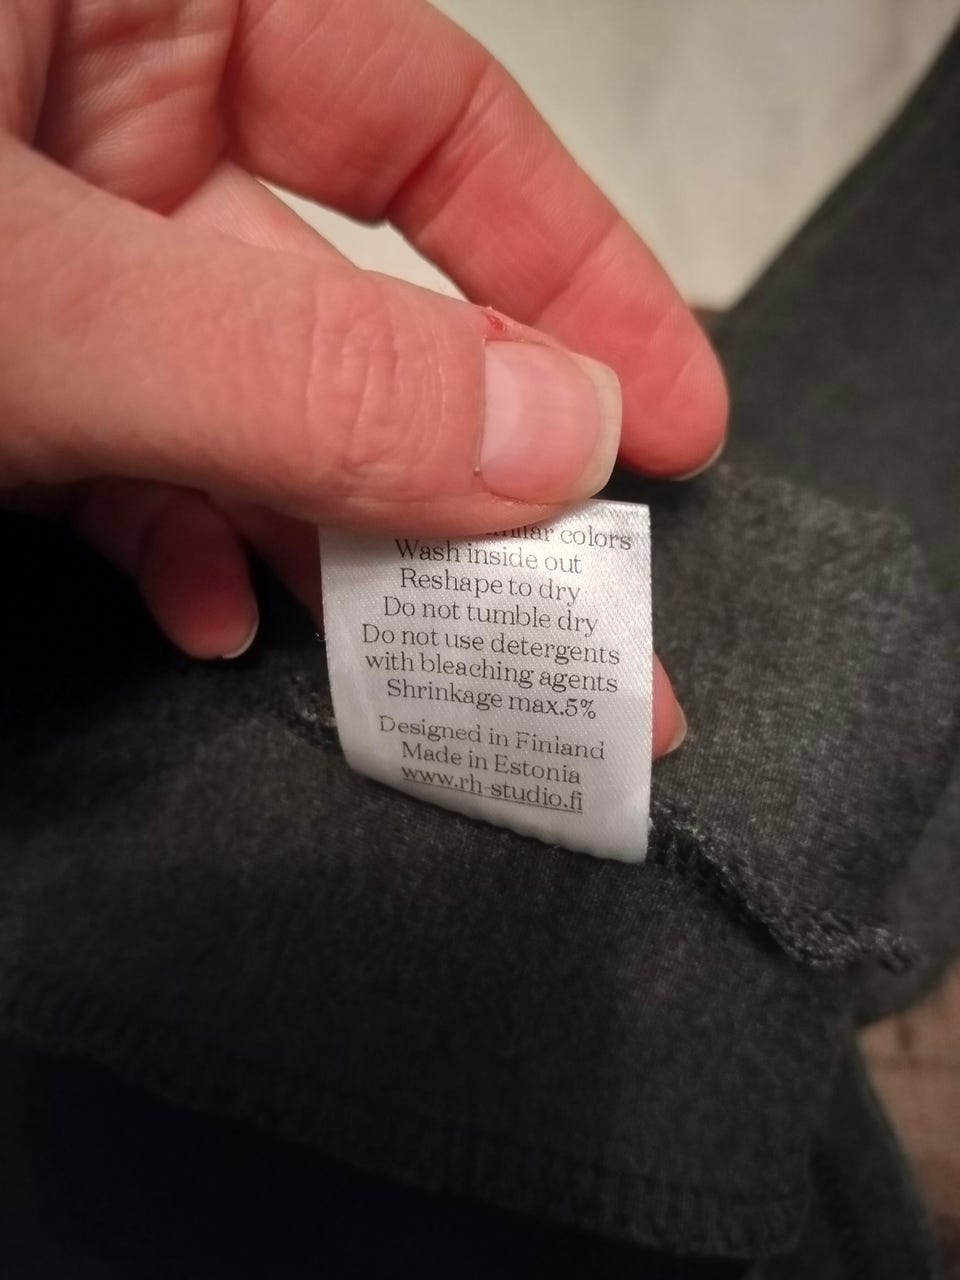 colors
Wash inside out
Reshape to dry
Do not tumble dry
Do not use detergents
with bleaching agents
Shrinkage max.5%
Designed in Finland
Made in Estonia
www.rh-studio.fi